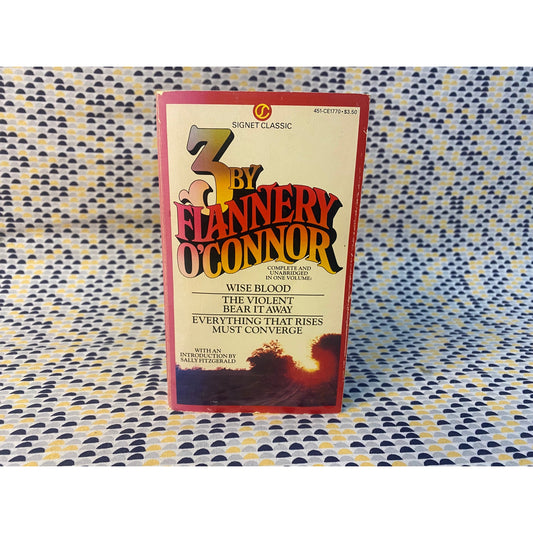 SIGNET CLASSIC
451-CE1770 • $3.50
3 BY
FLANNERY
O'CONNOR
COMPLETE AND
UNABRIDGED
IN ONE VOLUME:
WISE BLOOD
THE VIOLENT
BEAR IT AWAY
EVERYTHING THAT RISES
MUST CONVERGE
WITH AN
INTRODUCTION BY
SALLY FITZGERALD